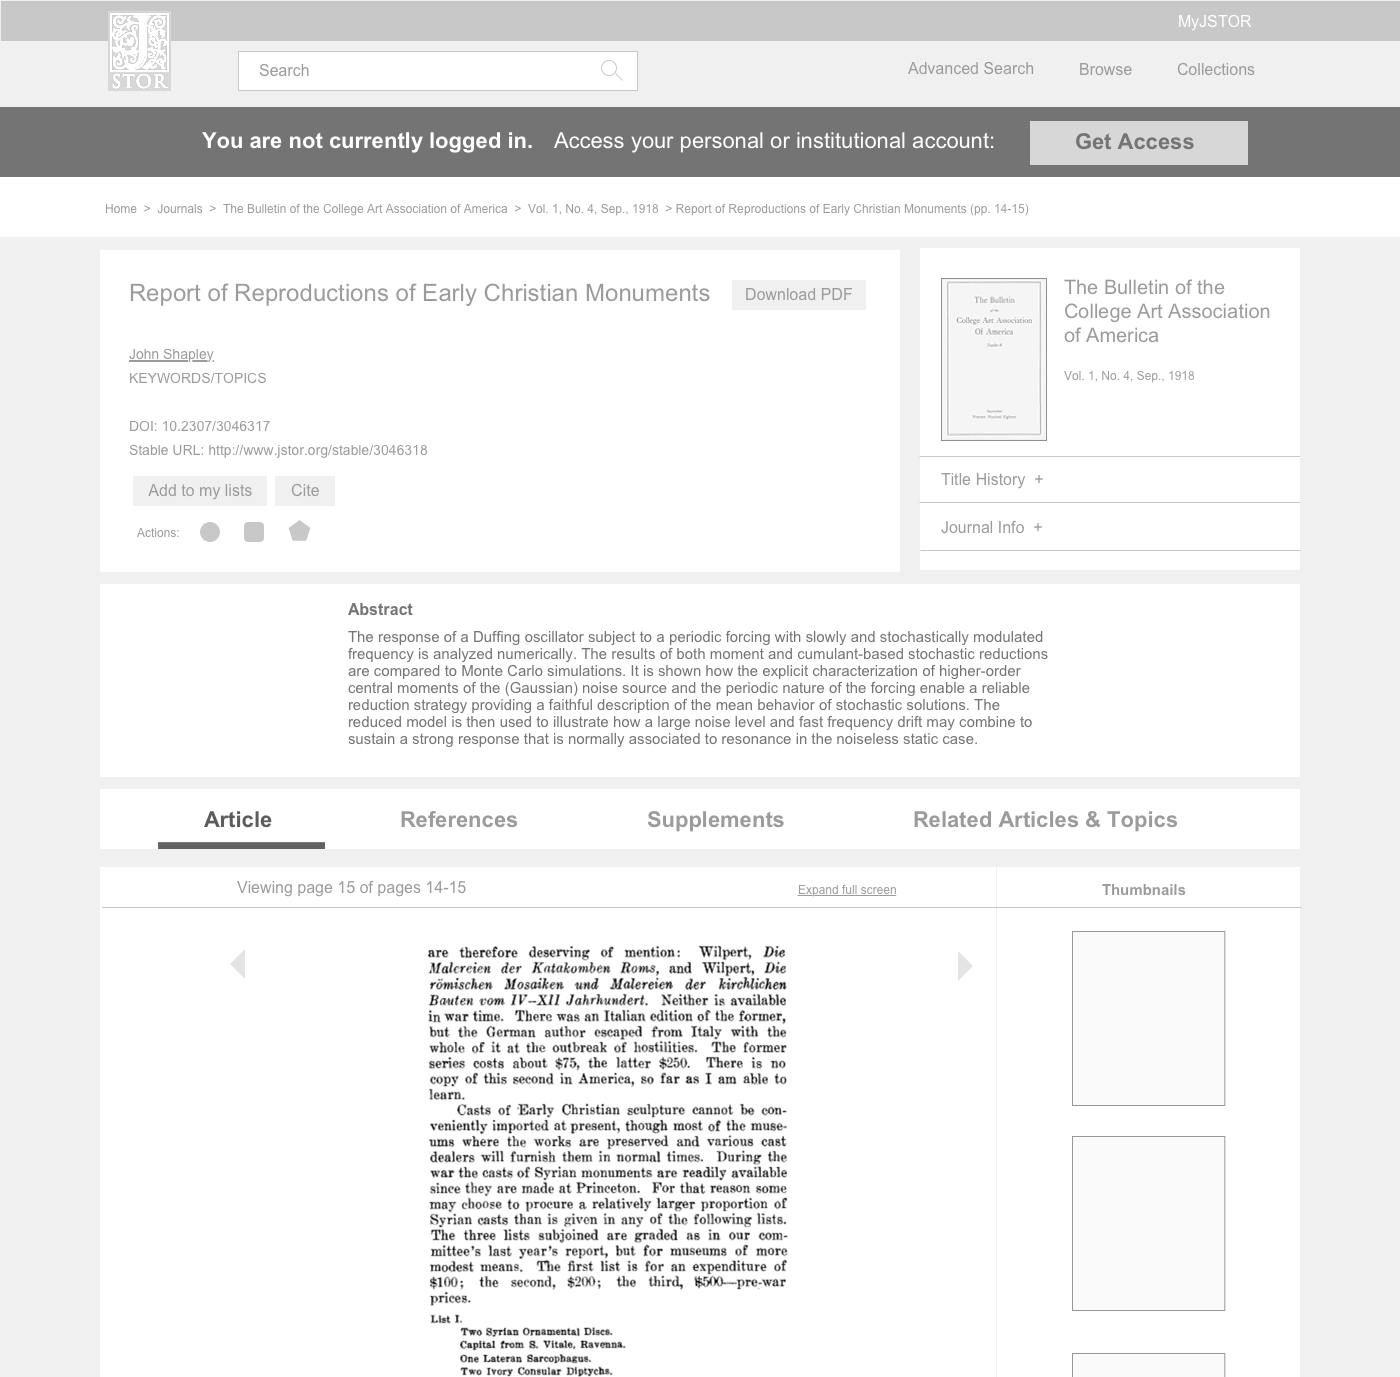 MyJSTOR
J
STOR
Search
Advanced Search
Browse
Collections
You are not currently logged in. Access your personal or institutional account:
Get Access
Home > Journals > The Bulletin of the College Art Association of America > Vol. 1, No. 4, Sep., 1918 > Report of Reproductions of Early Christian Monuments (pp. 14-15)
Report of Reproductions of Early Christian Monuments
Download PDF
John Shapley
KEYWORDS/TOPICS
DOI: 10.2307/3046317
Stable URL: http://www.jstor.org/stable/3046318
Add to my lists
Cite
Actions:
The Bulletin
of the
College Art Association
Of America
September
The Bulletin of the
College Art Association
of America
Vol. 1, No. 4, Sep., 1918
Title History +
Journal Info +
Abstract
The response of a Duffing oscillator subject to a periodic forcing with slowly and stochastically modulated
frequency is analyzed numerically. The results of both moment and cumulant-based stochastic reductions
are compared to Monte Carlo simulations. It is shown how the explicit characterization of higher-order
central moments of the (Gaussian) noise source and the periodic nature of the forcing enable a reliable
reduction strategy providing a faithful description of the mean behavior of stochastic solutions. The
reduced model is then used to illustrate how a large noise level and fast frequency drift may combine to
sustain a strong response that is normally associated to resonance in the noiseless static case.
Article
References
Supplements
Related Articles & Topics
Viewing page 15 of pages 14-15
Expand full screen
Thumbnails
are therefore deserving of mention: Wilpert, Die
Malereien der Katakomben Roms, and Wilpert, Die
römischen Mosaiken und Malereien der kirchlichen
Bauten vom IV–XII Jahrhundert. Neither is available
in war time. There was an Italian edition of the former,
but the German author escaped from Italy with the
whole of it at the outbreak of hostilities. The former
series costs about $75, the latter $250. There is no
copy of this second in America, so far as I am able to
learn.
Casts of Early Christian sculpture cannot be con-
veniently imported at present, though most of the muse-
ums where the works are preserved and various cast
dealers will furnish them in normal times. During the
war the casts of Syrian monuments are readily available
since they are made at Princeton. For that reason some
may choose to procure a relatively larger proportion of
Syrian casts than is given in any of the following lists.
The three lists subjoined are graded as in our com-
mittee's last year's report, but for museums of more
modest means. The first list is for an expenditure of
$100; the second, $200; the third, $500—pre-war
prices.
List I.
Two Syrian Ornamental Discs.
Capital from S. Vitale, Ravenna.
One Lateran Sarcophagus.
Two Ivory Consular Diptychs.